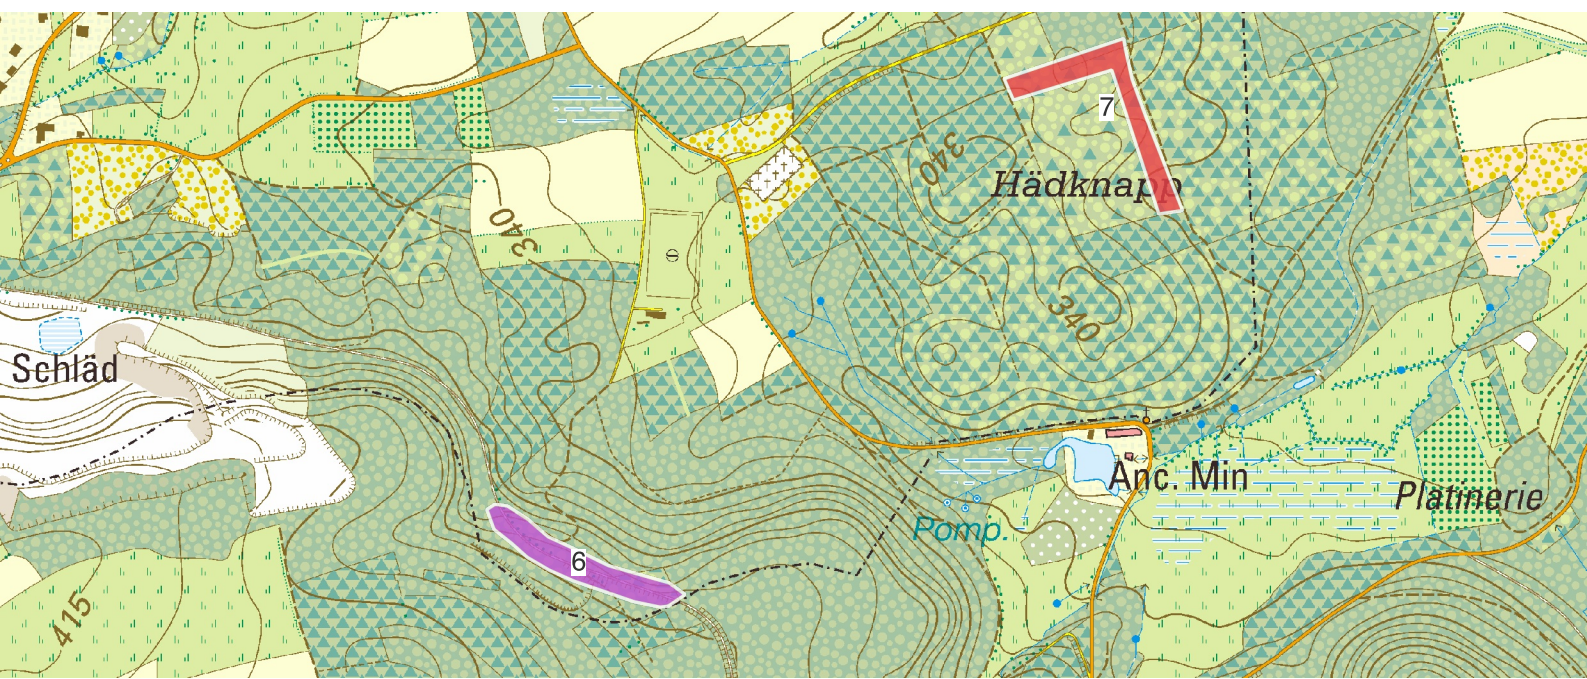 7
340
Hädknapp
340
340
Schläd
Anc. Min
Platinerie
Pomp.
6
415